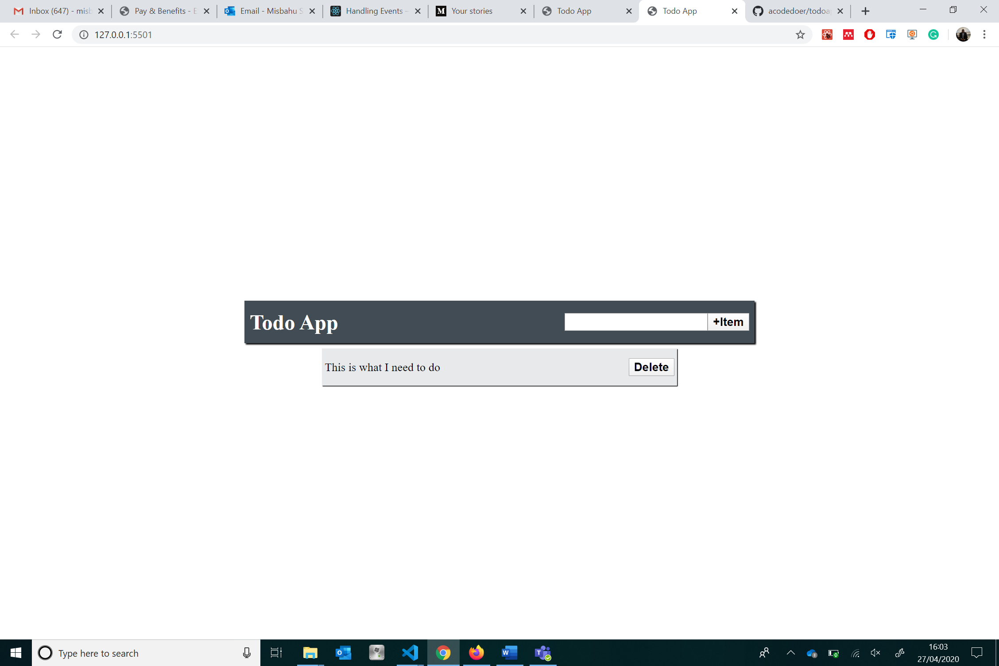 Inbox (647) - misb
Pay & Benefits - E
Email - Misbahu S
Handling Events –
Your stories
Todo App
Todo App
acodedoer/todoap
127.0.0.1:5501
Todo App
+Item
This is what I need to do
Delete
Type here to search
16:03
27/04/2020